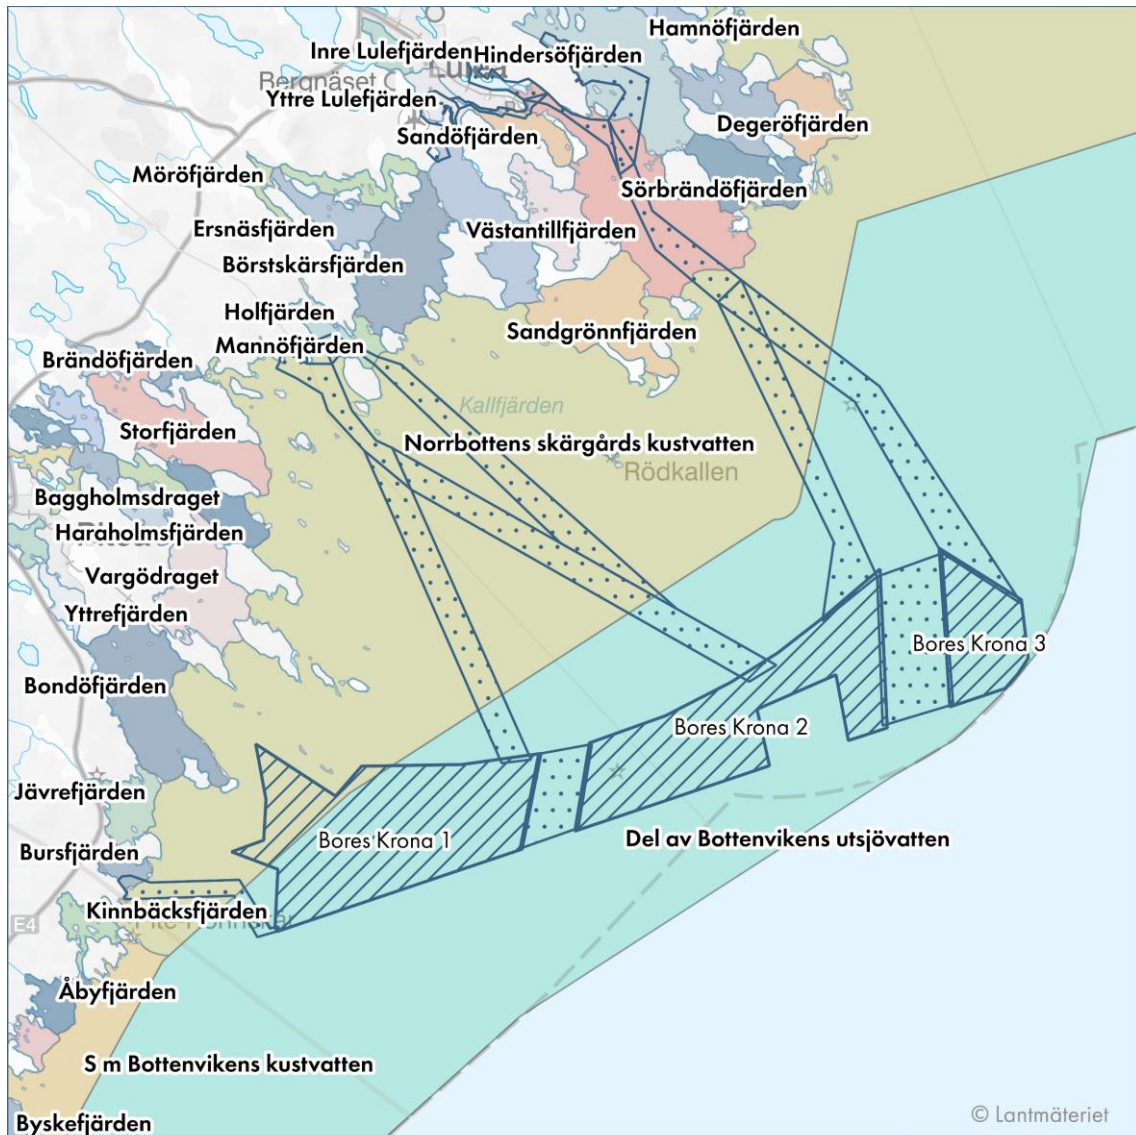 Hamnöfjärden
Inre Lulefjärden
Hindersöfjärden
Luleå
Bergnäset
Yttre Lulefjärden
Degeröfjärden
Sandöfjärden
Möröfjärden
Sörbrändöfjärden
Ersnäsfjärden
Västantillfjärden
Börstskärsfjärden
Holfjärden
Sandgrönnfjärden
Mannöfjärden
Brändöfjärden
Kallfjärden
Storfjärden
Norrbottens skärgårds kustvatten
Rödkallen
Baggholmsdraget
Haraholmsfjärden
Vargödraget
Yttrefjärden
Bores Krona 3
Bondöfjärden
Bores Krona 2
Jävrefjärden
Bores Krona 1
Del av Bottenvikens utsjövatten
Bursfjärden
Kinnbäcksfjärden
E4
Åbyfjärden
S m Bottenvikens kustvatten
© Lantmäteriet
Byskefjärden